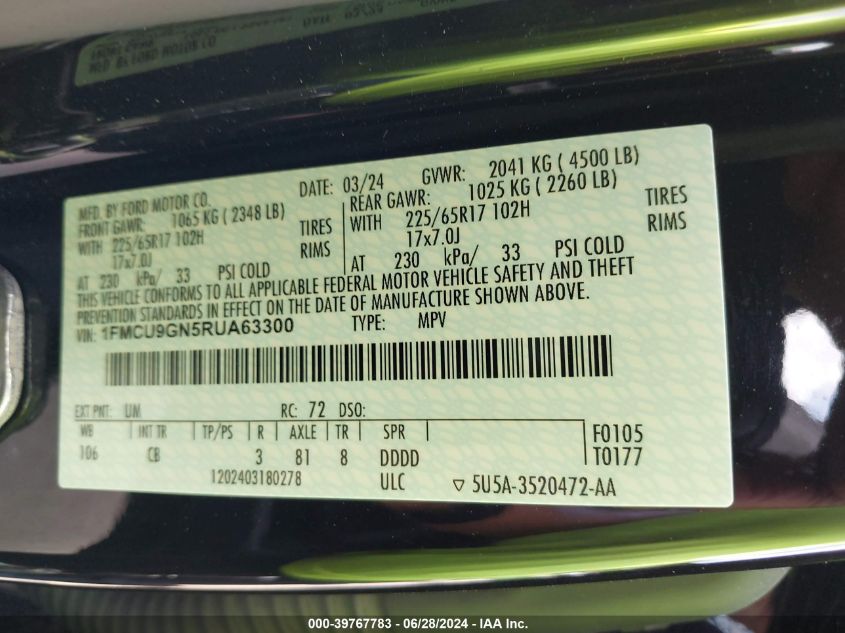 MFD. BY FORD MOTOR CO.
DATE: 03/24 GVWR: 2041 KG ( 4500 LB)
FRONT GAWR: 1065 KG ( 2348 LB) REAR GAWR: 1025 KG ( 2260 LB)
WITH 225/65R17 102H TIRES WITH 225/65R17 102H TIRES
17x7.0J RIMS 17x7.0J RIMS
AT 230 kPa/ 33 PSI COLD AT 230 kPa/ 33 PSI COLD
THIS VEHICLE CONFORMS TO ALL APPLICABLE FEDERAL MOTOR VEHICLE SAFETY AND THEFT
PREVENTION STANDARDS IN EFFECT ON THE DATE OF MANUFACTURE SHOWN ABOVE.
VIN: 1FMCU9GN5RUA63300 TYPE: MPV
EXT PNT: UM RC: 72 DSO:
WB INT TR TP/PS R AXLE TR SPR F0105
106 CB 3 81 8 DDDD T0177
1202403180278 ULC ▽ 5U5A-3520472-AA
000-39767783 - 06/28/2024 - IAA Inc.